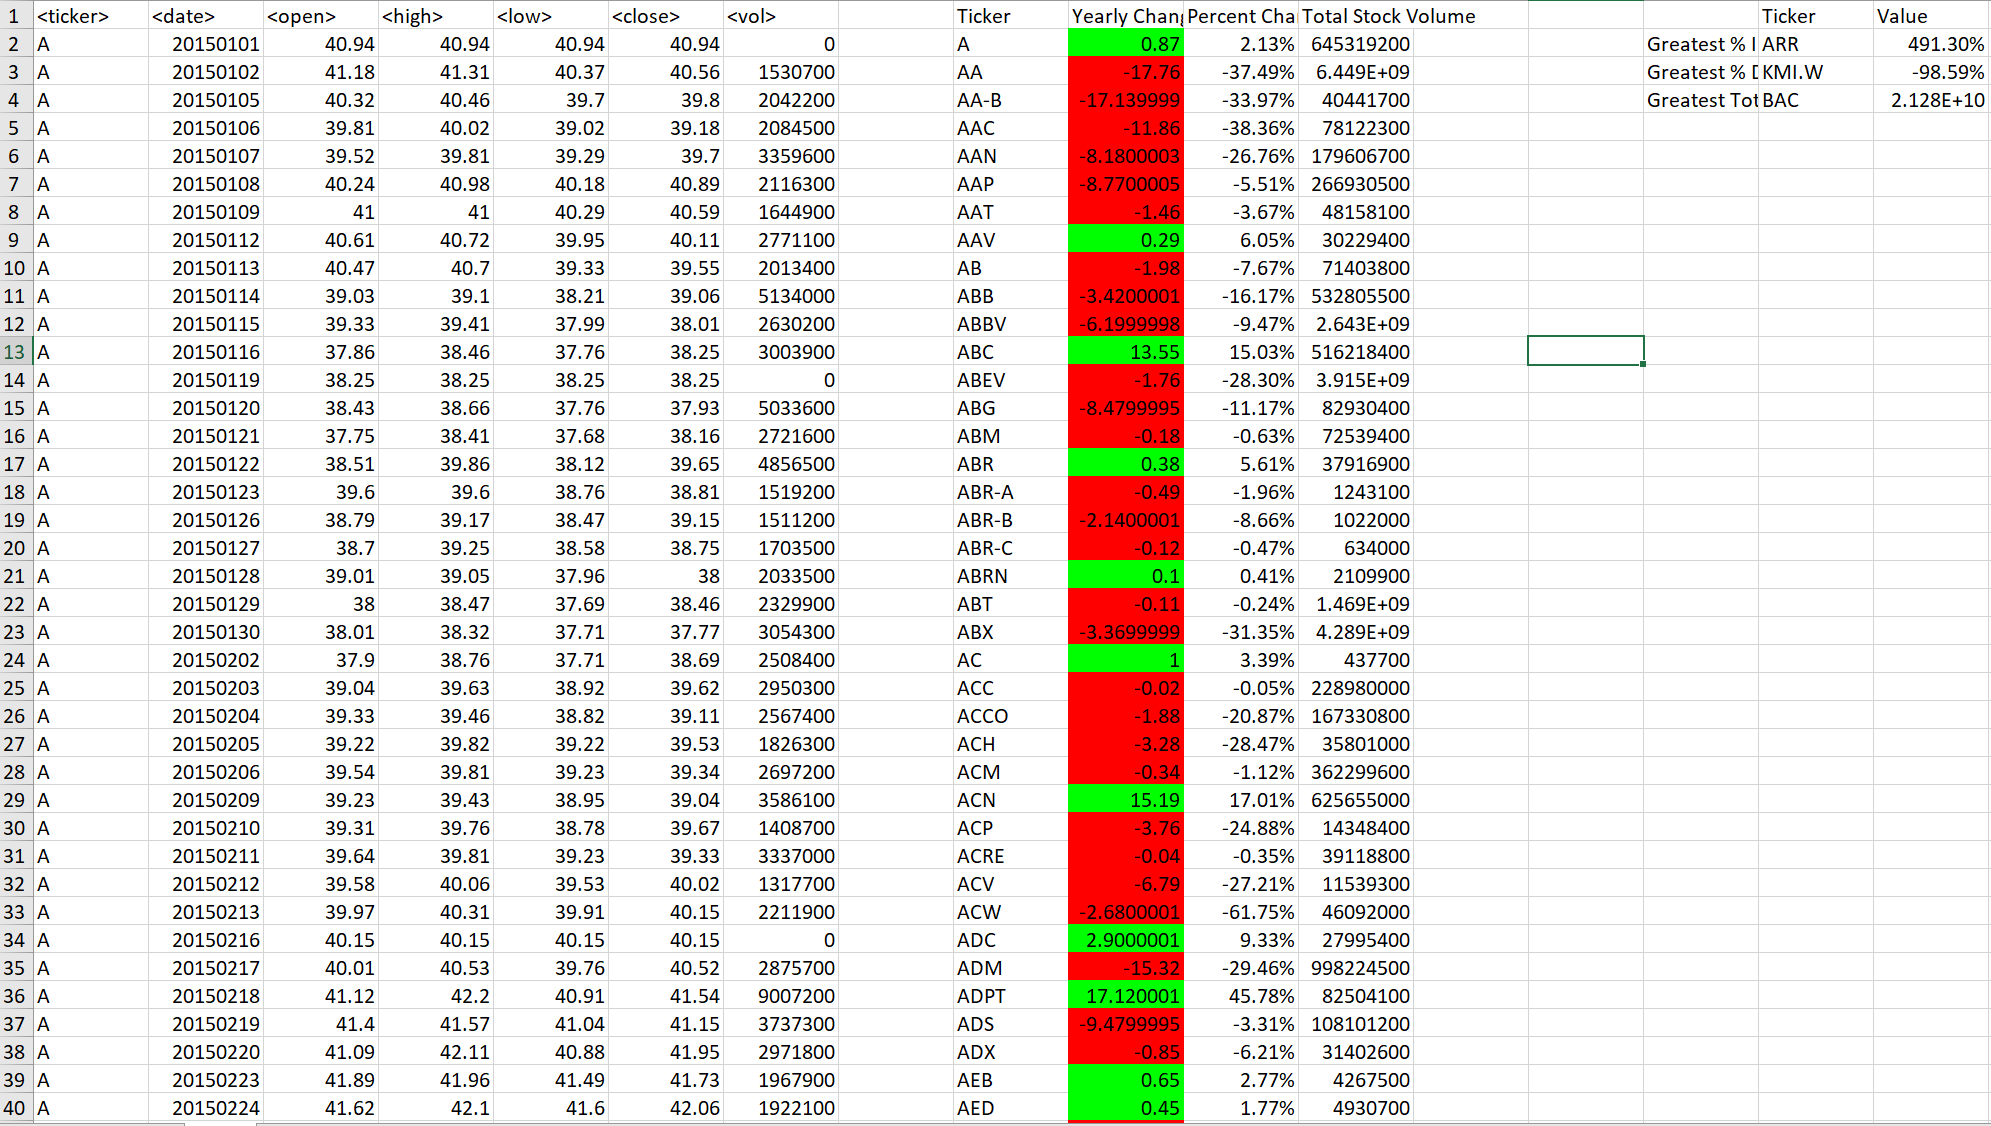 1 <ticker> <date> <open> <high> <low> <close> <vol> Ticker Yearly Chang Percent Cha Total Stock Volume Ticker Value
2 A 20150101 40.94 40.94 40.94 40.94 0 A 0.87 2.13% 645319200 Greatest % I ARR 491.30%
3 A 20150102 41.18 41.31 40.37 40.56 1530700 AA -17.76 -37.49% 6.449E+09 Greatest % D KMI.W -98.59%
4 A 20150105 40.32 40.46 39.7 39.8 2042200 AA-B -17.139999 -33.97% 40441700 Greatest Tot BAC 2.128E+10
5 A 20150106 39.81 40.02 39.02 39.18 2084500 AAC -11.86 -38.36% 78122300
6 A 20150107 39.52 39.81 39.29 39.7 3359600 AAN -8.1800003 -26.76% 179606700
7 A 20150108 40.24 40.98 40.18 40.89 2116300 AAP -8.7700005 -5.51% 266930500
8 A 20150109 41 41 40.29 40.59 1644900 AAT -1.46 -3.67% 48158100
9 A 20150112 40.61 40.72 39.95 40.11 2771100 AAV 0.29 6.05% 30229400
10 A 20150113 40.47 40.7 39.33 39.55 2013400 AB -1.98 -7.67% 71403800
11 A 20150114 39.03 39.1 38.21 39.06 5134000 ABB -3.4200001 -16.17% 532805500
12 A 20150115 39.33 39.41 37.99 38.01 2630200 ABBV -6.1999998 -9.47% 2.643E+09
13 A 20150116 37.86 38.46 37.76 38.25 3003900 ABC 13.55 15.03% 516218400
14 A 20150119 38.25 38.25 38.25 38.25 0 ABEV -1.76 -28.30% 3.915E+09
15 A 20150120 38.43 38.66 37.76 37.93 5033600 ABG -8.4799995 -11.17% 82930400
16 A 20150121 37.75 38.41 37.68 38.16 2721600 ABM -0.18 -0.63% 72539400
17 A 20150122 38.51 39.86 38.12 39.65 4856500 ABR 0.38 5.61% 37916900
18 A 20150123 39.6 39.6 38.76 38.81 1519200 ABR-A -0.49 -1.96% 1243100
19 A 20150126 38.79 39.17 38.47 39.15 1511200 ABR-B -2.1400001 -8.66% 1022000
20 A 20150127 38.7 39.25 38.58 38.75 1703500 ABR-C -0.12 -0.47% 634000
21 A 20150128 39.01 39.05 37.96 38 2033500 ABRN 0.1 0.41% 2109900
22 A 20150129 38 38.47 37.69 38.46 2329900 ABT -0.11 -0.24% 1.469E+09
23 A 20150130 38.01 38.32 37.71 37.77 3054300 ABX -3.3699999 -31.35% 4.289E+09
24 A 20150202 37.9 38.76 37.71 38.69 2508400 AC 1 3.39% 437700
25 A 20150203 39.04 39.63 38.92 39.62 2950300 ACC -0.02 -0.05% 228980000
26 A 20150204 39.33 39.46 38.82 39.11 2567400 ACCO -1.88 -20.87% 167330800
27 A 20150205 39.22 39.82 39.22 39.53 1826300 ACH -3.28 -28.47% 35801000
28 A 20150206 39.54 39.81 39.23 39.34 2697200 ACM -0.34 -1.12% 362299600
29 A 20150209 39.23 39.43 38.95 39.04 3586100 ACN 15.19 17.01% 625655000
30 A 20150210 39.31 39.76 38.78 39.67 1408700 ACP -3.76 -24.88% 14348400
31 A 20150211 39.64 39.81 39.23 39.33 3337000 ACRE -0.04 -0.35% 39118800
32 A 20150212 39.58 40.06 39.53 40.02 1317700 ACV -6.79 -27.21% 11539300
33 A 20150213 39.97 40.31 39.91 40.15 2211900 ACW -2.6800001 -61.75% 46092000
34 A 20150216 40.15 40.15 40.15 40.15 0 ADC 2.9000001 9.33% 27995400
35 A 20150217 40.01 40.53 39.76 40.52 2875700 ADM -15.32 -29.46% 998224500
36 A 20150218 41.12 42.2 40.91 41.54 9007200 ADPT 17.120001 45.78% 82504100
37 A 20150219 41.4 41.57 41.04 41.15 3737300 ADS -9.4799995 -3.31% 108101200
38 A 20150220 41.09 42.11 40.88 41.95 2971800 ADX -0.85 -6.21% 31402600
39 A 20150223 41.89 41.96 41.49 41.73 1967900 AEB 0.65 2.77% 4267500
40 A 20150224 41.62 42.1 41.6 42.06 1922100 AED 0.45 1.77% 4930700